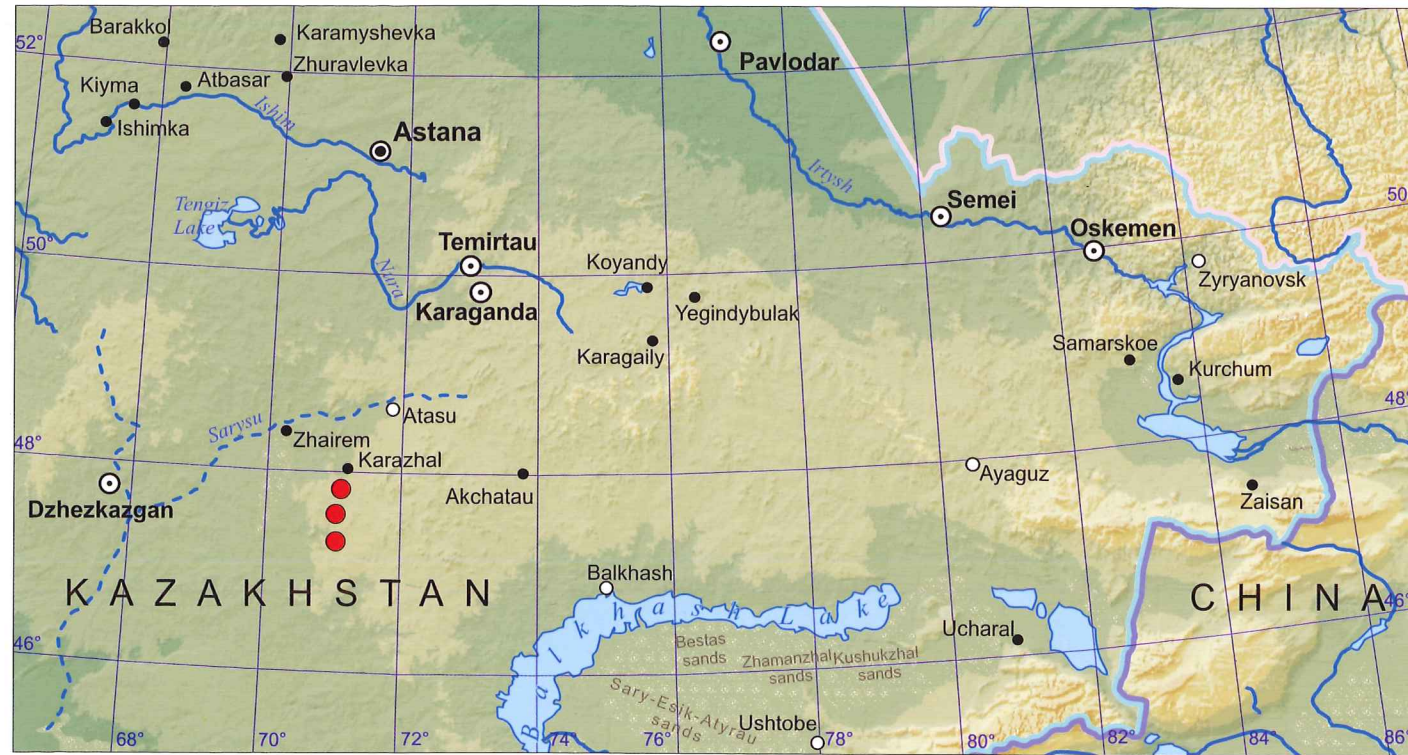 Barakkol
Karamyshevka
52°
Zhuravlevka
Pavlodar
Kiyma
Atbasar
Ishimka
Ishim
Astana
Irtysh
Tengiz
Lake
Semei
50°
Oskemen
Temirtau
50°
Koyandy
Zyryanovsk
Nura
Karaganda
Yegindybulak
Karagaily
Samarskoe
Kurchum
48°
Atasu
Sarysu
Zhairem
48°
Karazhal
Ayaguz
Akchatau
Zaisan
Dzhezkazgan
KAZAKHSTAN
Balkhash
CHINA
46°
Balkhash Lake
Ucharal
46°
Bestas
sands
Zhamanzhal
sands
Kushukzhal
sands
Sary-Esik-Atyrau
sands
Ushtobe
68°
70°
72°
74°
76°
78°
80°
82°
84°
86°